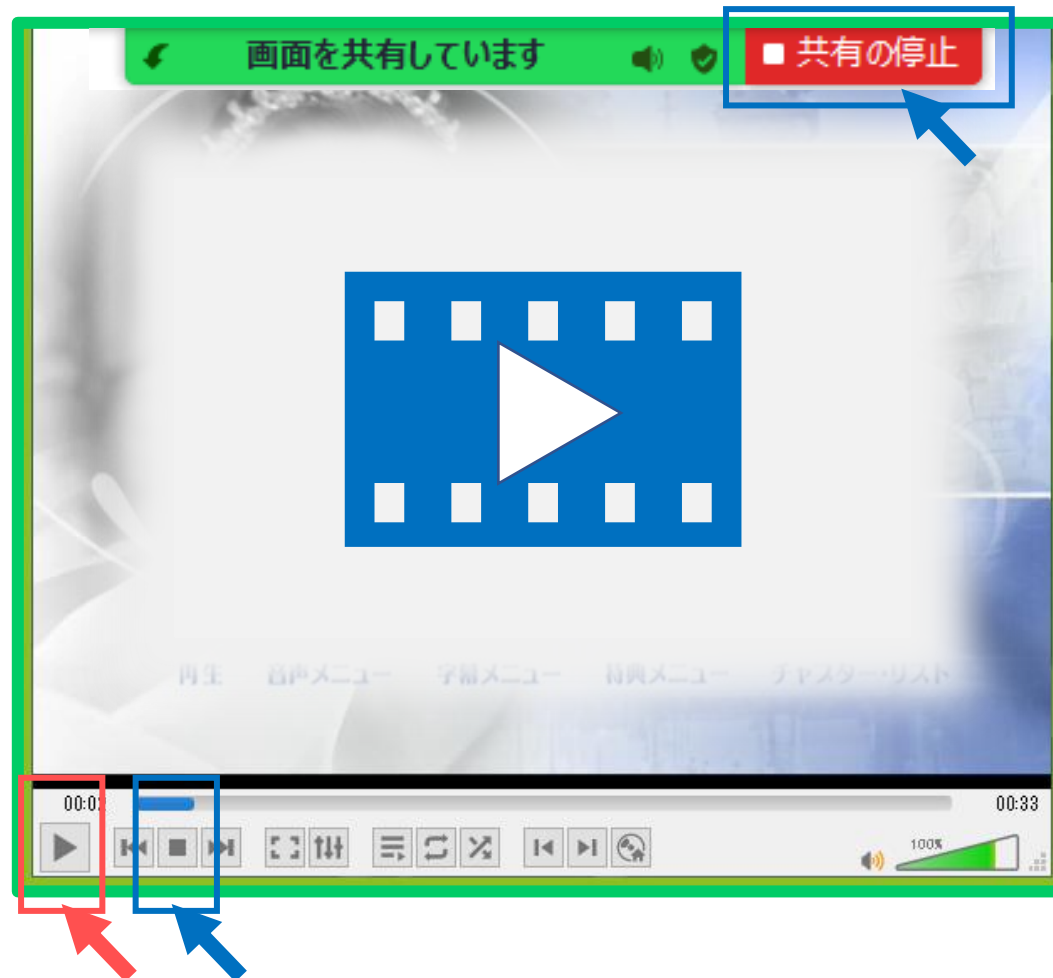 画面を共有しています
共有の停止
再生 音声メニュー 字幕メニュー 特典メニュー チャプター・リスト
00:02
00:33
100%